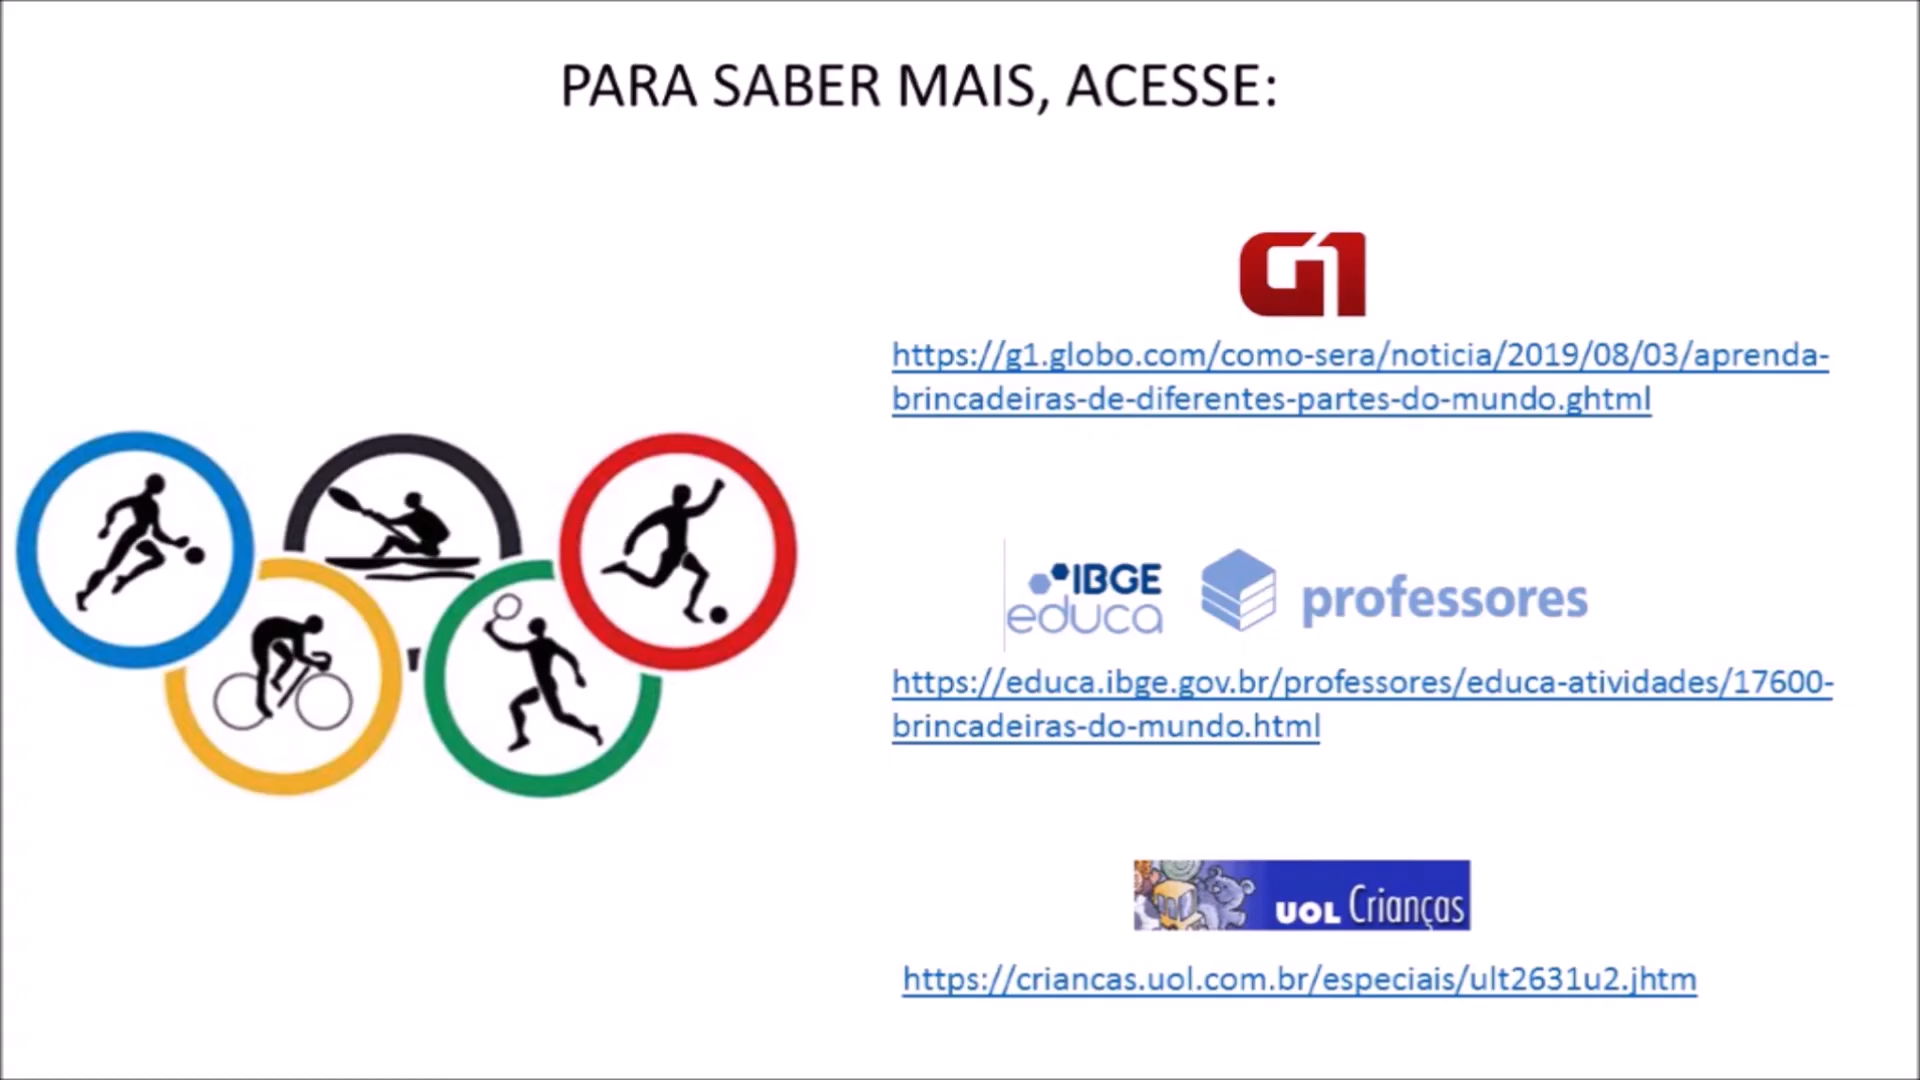 PARA SABER MAIS, ACESSE:
G1
https://g1.globo.com/como-sera/noticia/2019/08/03/aprenda-
brincadeiras-de-diferentes-partes-do-mundo.ghtml
IBGE
educa
professores
https://educa.ibge.gov.br/professores/educa-atividades/17600-
brincadeiras-do-mundo.html
UOL Crianças
https://criancas.uol.com.br/especiais/ult2631u2.jhtm